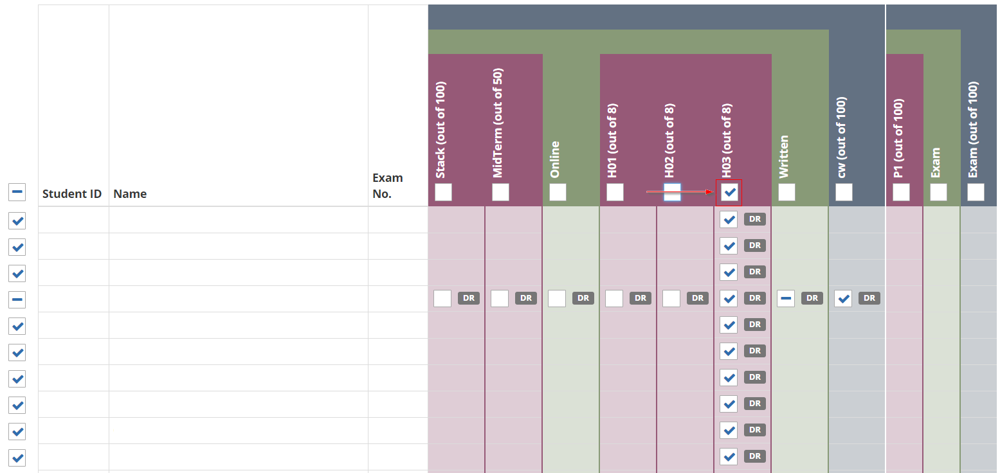 Stack (out of 100)
MidTerm (out of 50)
Online
H01 (out of 8)
H02 (out of 8)
H03 (out of 8)
Written
cw (out of 100)
P1 (out of 100)
Exam
Exam (out of 100)
Student ID
Name
Exam
No.
DR
DR
DR
DR DR DR DR DR DR DR DR
DR
DR
DR
DR
DR
DR